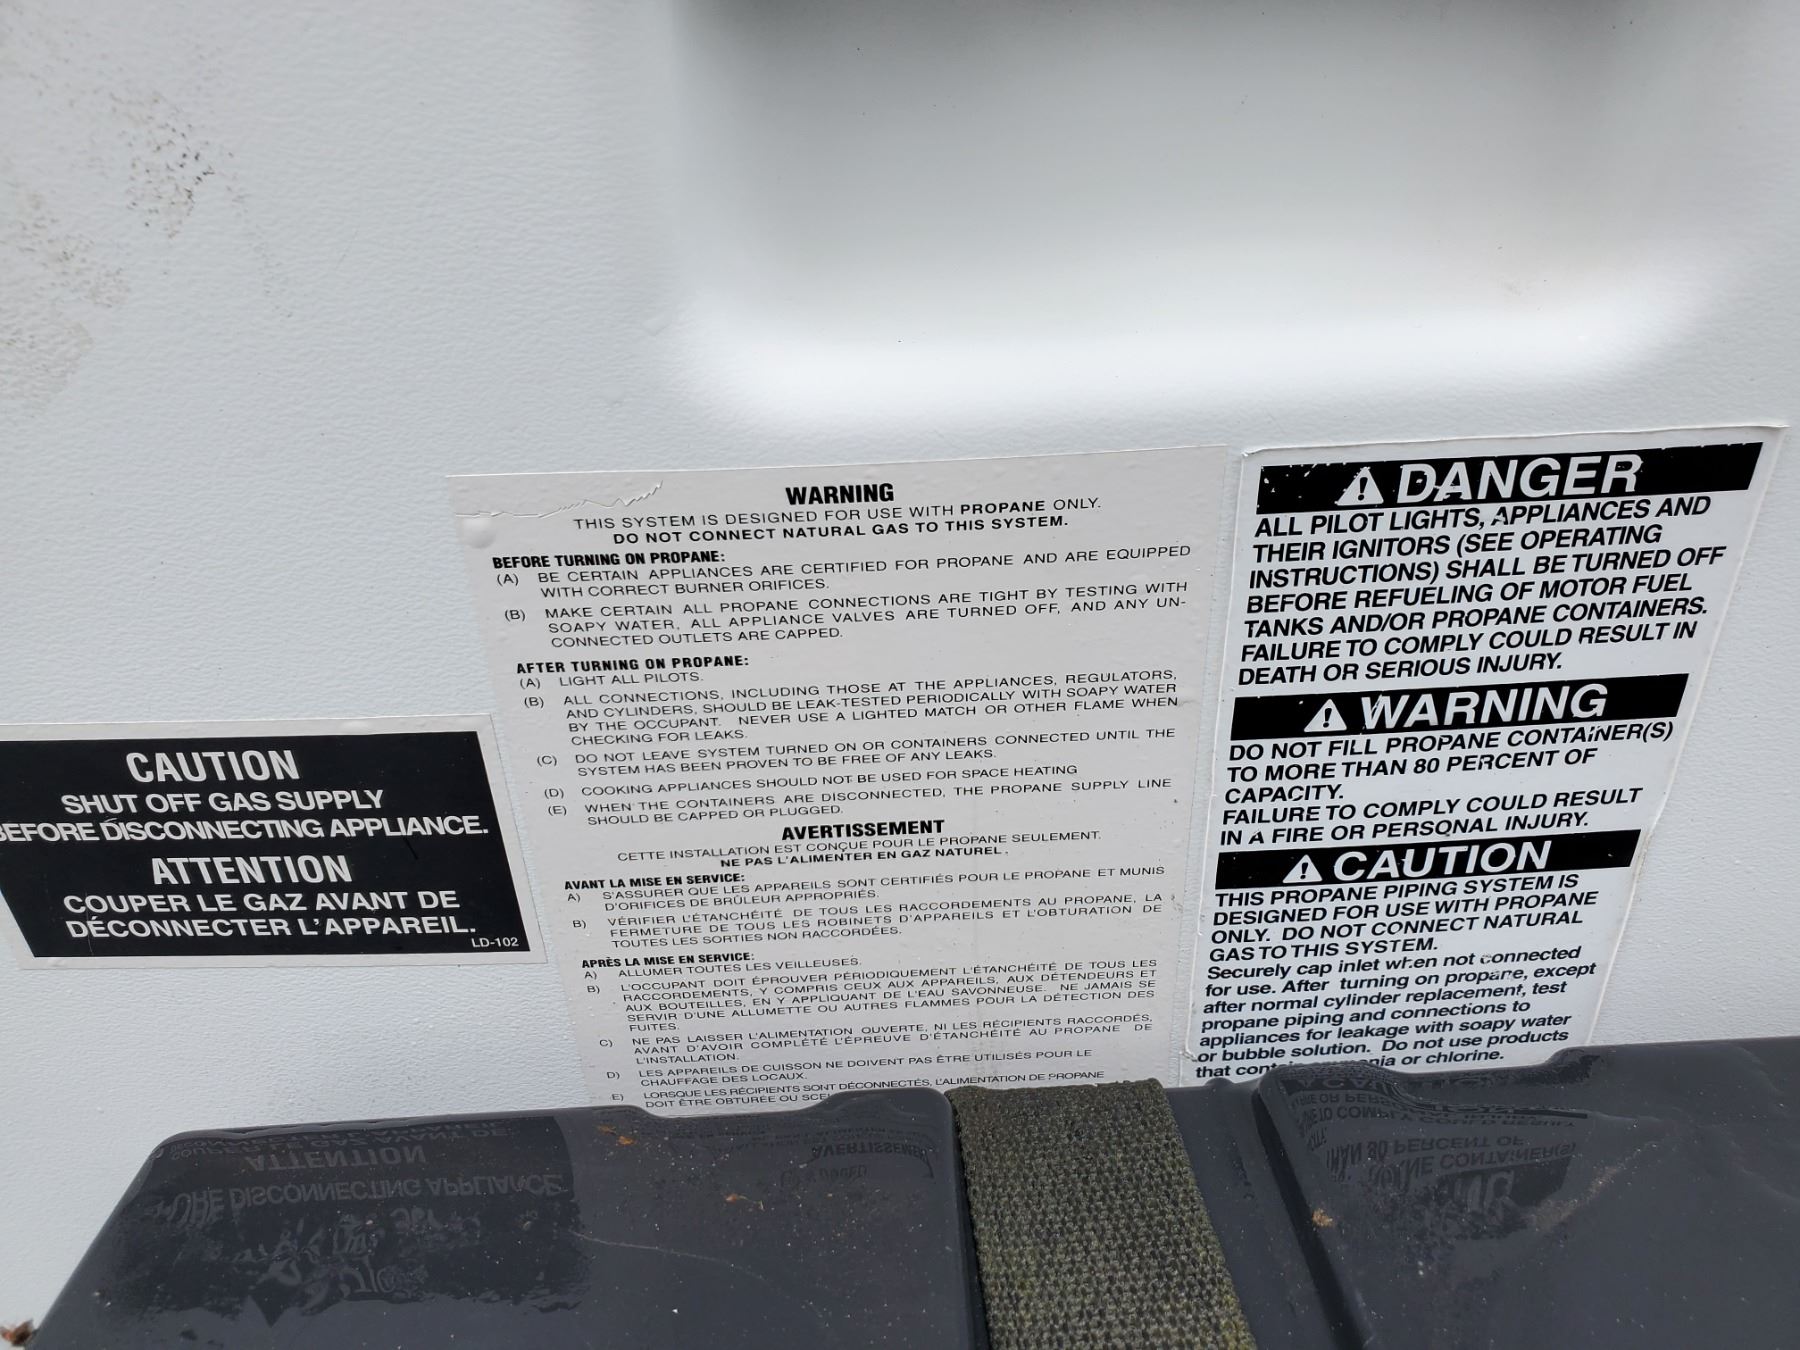 CAUTION
SHUT OFF GAS SUPPLY
BEFORE DISCONNECTING APPLIANCE.
ATTENTION
COUPER LE GAZ AVANT DE
DÉCONNECTER L'APPAREIL.
LD-102
WARNING
THIS SYSTEM IS DESIGNED FOR USE WITH PROPANE ONLY.
DO NOT CONNECT NATURAL GAS TO THIS SYSTEM.
BEFORE TURNING ON PROPANE:
(A) BE CERTAIN APPLIANCES ARE CERTIFIED FOR PROPANE AND ARE EQUIPPED
WITH CORRECT BURNER ORIFICES.
(B) MAKE CERTAIN ALL PROPANE CONNECTIONS ARE TIGHT BY TESTING WITH
SOAPY WATER, ALL APPLIANCE VALVES ARE TURNED OFF, AND ANY UN-
CONNECTED OUTLETS ARE CAPPED.
AFTER TURNING ON PROPANE:
(A) LIGHT ALL PILOTS.
(B) ALL CONNECTIONS, INCLUDING THOSE AT THE APPLIANCES, REGULATORS,
AND CYLINDERS, SHOULD BE LEAK-TESTED PERIODICALLY WITH SOAPY WATER
BY THE OCCUPANT. NEVER USE A LIGHTED MATCH OR OTHER FLAME WHEN
CHECKING FOR LEAKS.
(C) DO NOT LEAVE SYSTEM TURNED ON OR CONTAINERS CONNECTED UNTIL THE
SYSTEM HAS BEEN PROVEN TO BE FREE OF ANY LEAKS.
(D) COOKING APPLIANCES SHOULD NOT BE USED FOR SPACE HEATING
(E) WHEN THE CONTAINERS ARE DISCONNECTED, THE PROPANE SUPPLY LINE
SHOULD BE CAPPED OR PLUGGED.
AVERTISSEMENT
CETTE INSTALLATION EST CONÇUE POUR LE PROPANE SEULEMENT.
NE PAS L'ALIMENTER EN GAZ NATUREL.
AVANT LA MISE EN SERVICE:
A) S'ASSURER QUE LES APPAREILS SONT CERTIFIÉS POUR LE PROPANE ET MUNIS
D'ORIFICES DE BRÛLEUR APPROPRIÉS.
B) VÉRIFIER L'ÉTANCHÉITÉ DE TOUS LES RACCORDEMENTS AU PROPANE, LA
FERMETURE DE TOUS LES ROBINETS D'APPAREILS ET L'OBTURATION DE
TOUTES LES SORTIES NON RACCORDÉES.
APRÈS LA MISE EN SERVICE:
A) ALLUMER TOUTES LES VEILLEUSES.
B) L'OCCUPANT DOIT ÉPROUVER PÉRIODIQUEMENT L'ÉTANCHÉITÉ DE TOUS LES
RACCORDEMENTS, Y COMPRIS CEUX AUX APPAREILS, AUX DÉTENDEURS ET
AUX BOUTEILLES, EN Y APPLIQUANT DE L'EAU SAVONNEUSE. NE JAMAIS SE
SERVIR D'UNE ALLUMETTE OU AUTRES FLAMMES POUR LA DÉTECTION DES
FUITES.
C) NE PAS LAISSER L'ALIMENTATION OUVERTE, NI LES RÉCIPIENTS RACCORDÉS,
AVANT D'AVOIR COMPLÉTÉ L'ÉPREUVE D'ÉTANCHÉITÉ AU PROPANE DE
L'INSTALLATION.
D) LES APPAREILS DE CUISSON NE DOIVENT PAS ÊTRE UTILISÉS POUR LE
CHAUFFAGE DES LOCAUX.
E) LORSQUE LES RÉCIPIENTS SONT DÉCONNECTÉS, L'ALIMENTATION DE PROPANE
DOIT ÊTRE OBTURÉE OU
DANGER
ALL PILOT LIGHTS, APPLIANCES AND
THEIR IGNITORS (SEE OPERATING
INSTRUCTIONS) SHALL BE TURNED OFF
BEFORE REFUELING OF MOTOR FUEL
TANKS AND/OR PROPANE CONTAINERS.
FAILURE TO COMPLY COULD RESULT IN
DEATH OR SERIOUS INJURY.
WARNING
DO NOT FILL PROPANE CONTAINER(S)
TO MORE THAN 80 PERCENT OF
CAPACITY.
FAILURE TO COMPLY COULD RESULT
IN A FIRE OR PERSONAL INJURY.
CAUTION
THIS PROPANE PIPING SYSTEM IS
DESIGNED FOR USE WITH PROPANE
ONLY. DO NOT CONNECT NATURAL
GAS TO THIS SYSTEM.
Securely cap inlet when not connected
for use. After turning on propane, except
after normal cylinder replacement, test
propane piping and connections to
appliances for leakage with soapy water
or bubble solution. Do not use products
that or chlorine.